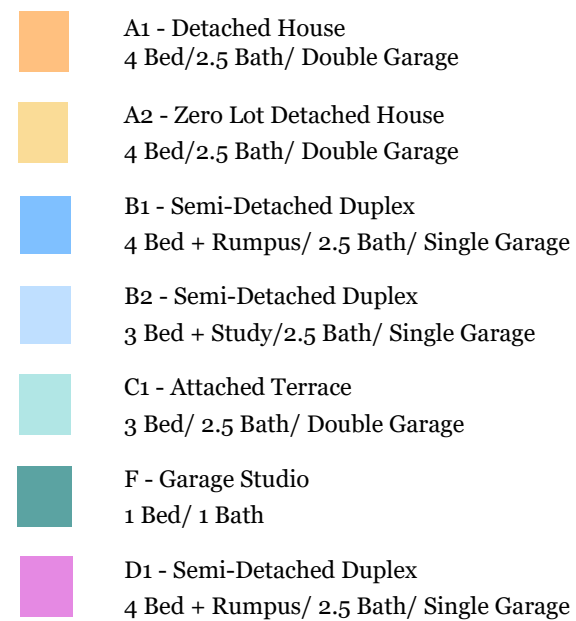 A1 - Detached House
4 Bed/2.5 Bath/ Double Garage
A2 - Zero Lot Detached House
4 Bed/2.5 Bath/ Double Garage
B1 - Semi-Detached Duplex
4 Bed + Rumpus/ 2.5 Bath/ Single Garage
B2 - Semi-Detached Duplex
3 Bed + Study/2.5 Bath/ Single Garage
C1 - Attached Terrace
3 Bed/ 2.5 Bath/ Double Garage
F - Garage Studio
1 Bed/ 1 Bath
D1 - Semi-Detached Duplex
4 Bed + Rumpus/ 2.5 Bath/ Single Garage